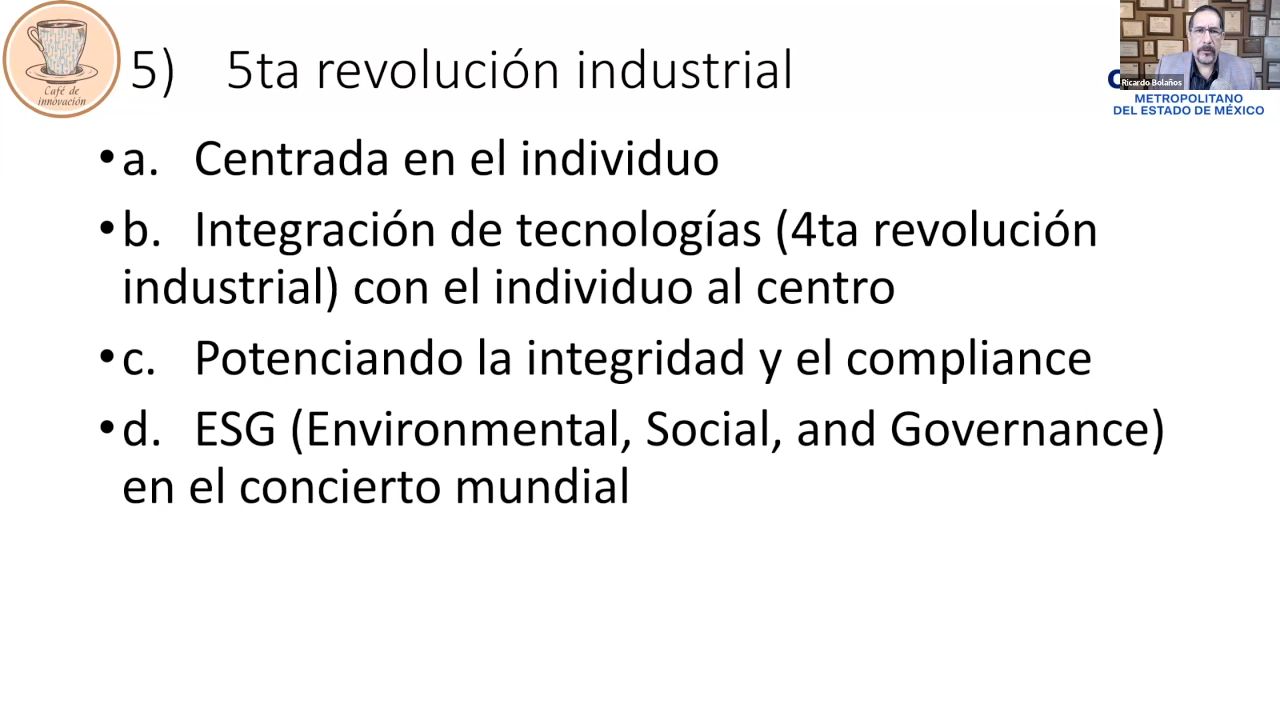 Café de
innovación
5) 5ta revolución industrial
Ricardo Bolaños
METROPOLITANO
DEL ESTADO DE MÉXICO
•a. Centrada en el individuo
•b. Integración de tecnologías (4ta revolución
industrial) con el individuo al centro
•c. Potenciando la integridad y el compliance
•d. ESG (Environmental, Social, and Governance)
en el concierto mundial